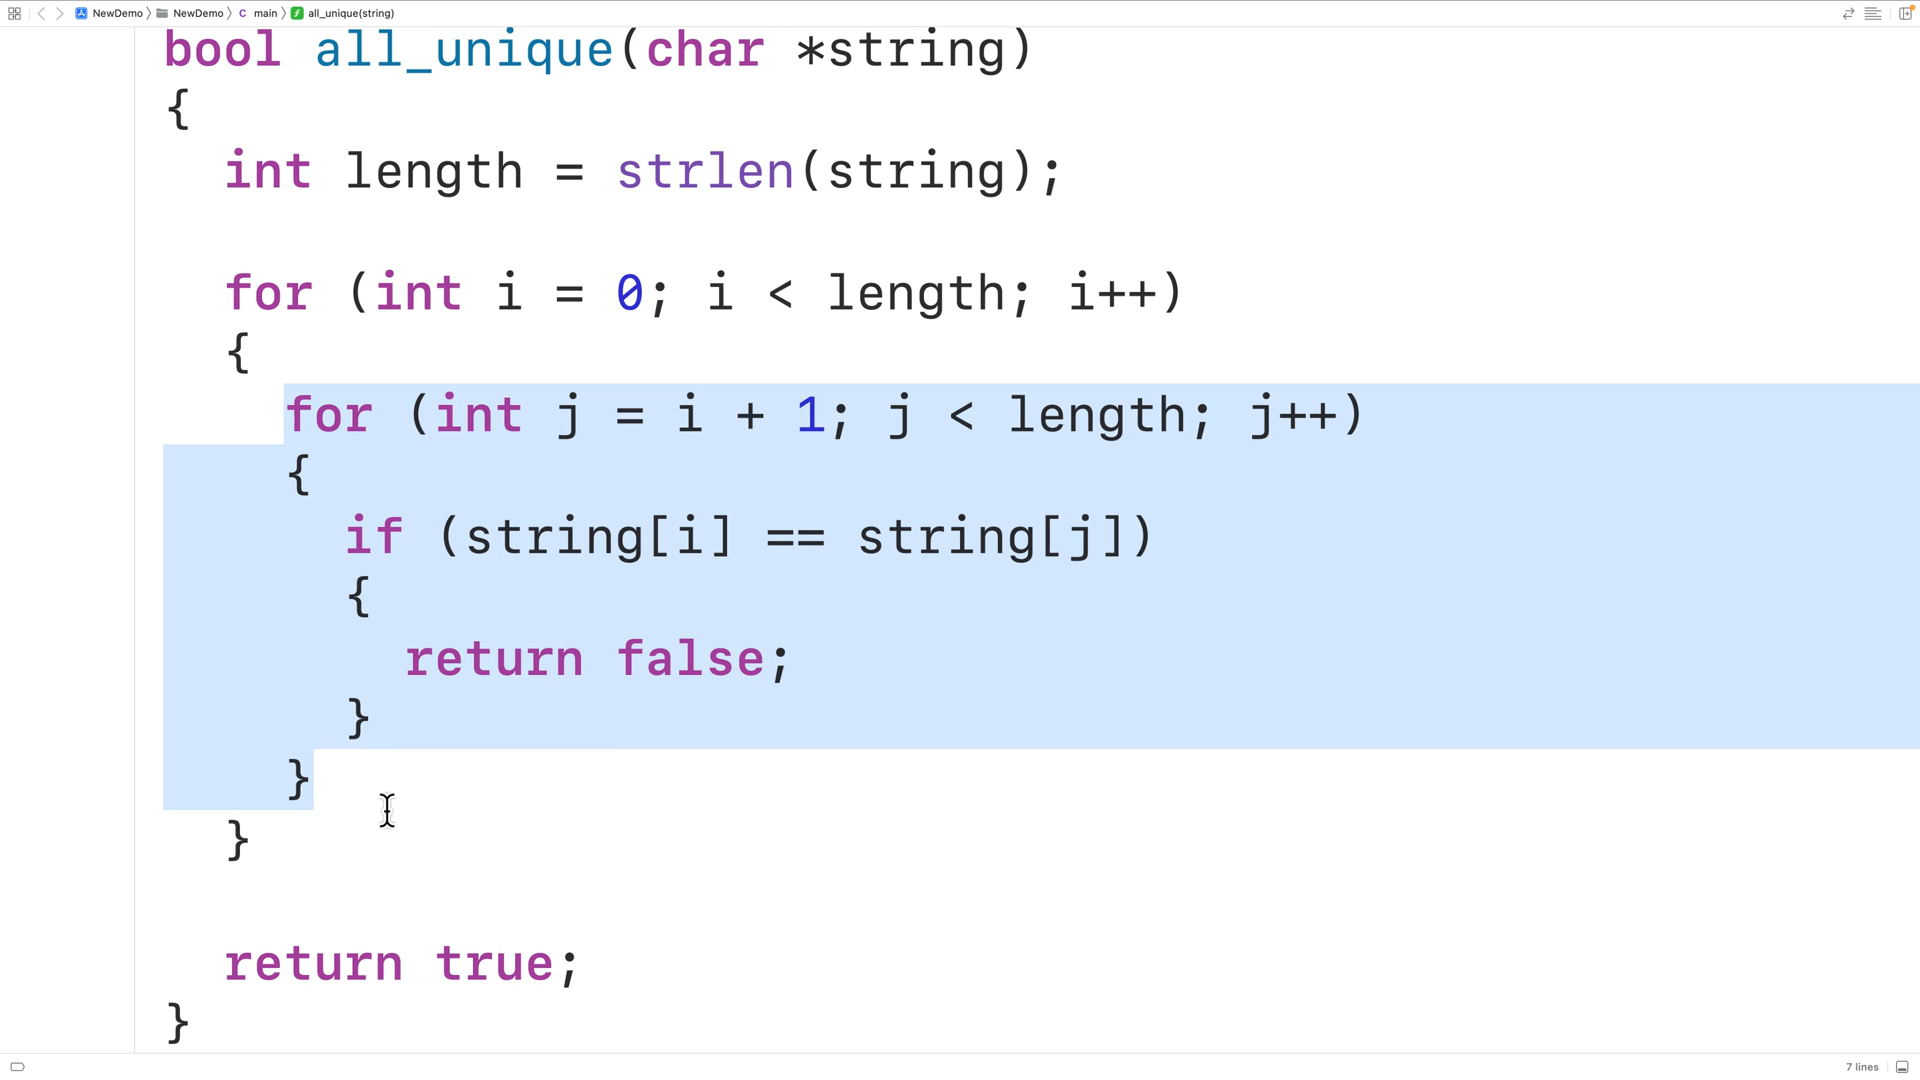 NewDemo NewDemo C main f all_unique(string)
bool all_unique(char *string)
{
int length = strlen(string);
for (int i = 0; i < length; i++)
{
for (int j = i + 1; j < length; j++)
{
if (string[i] == string[j])
{
return false;
}
}
}
return true;
}
7 lines